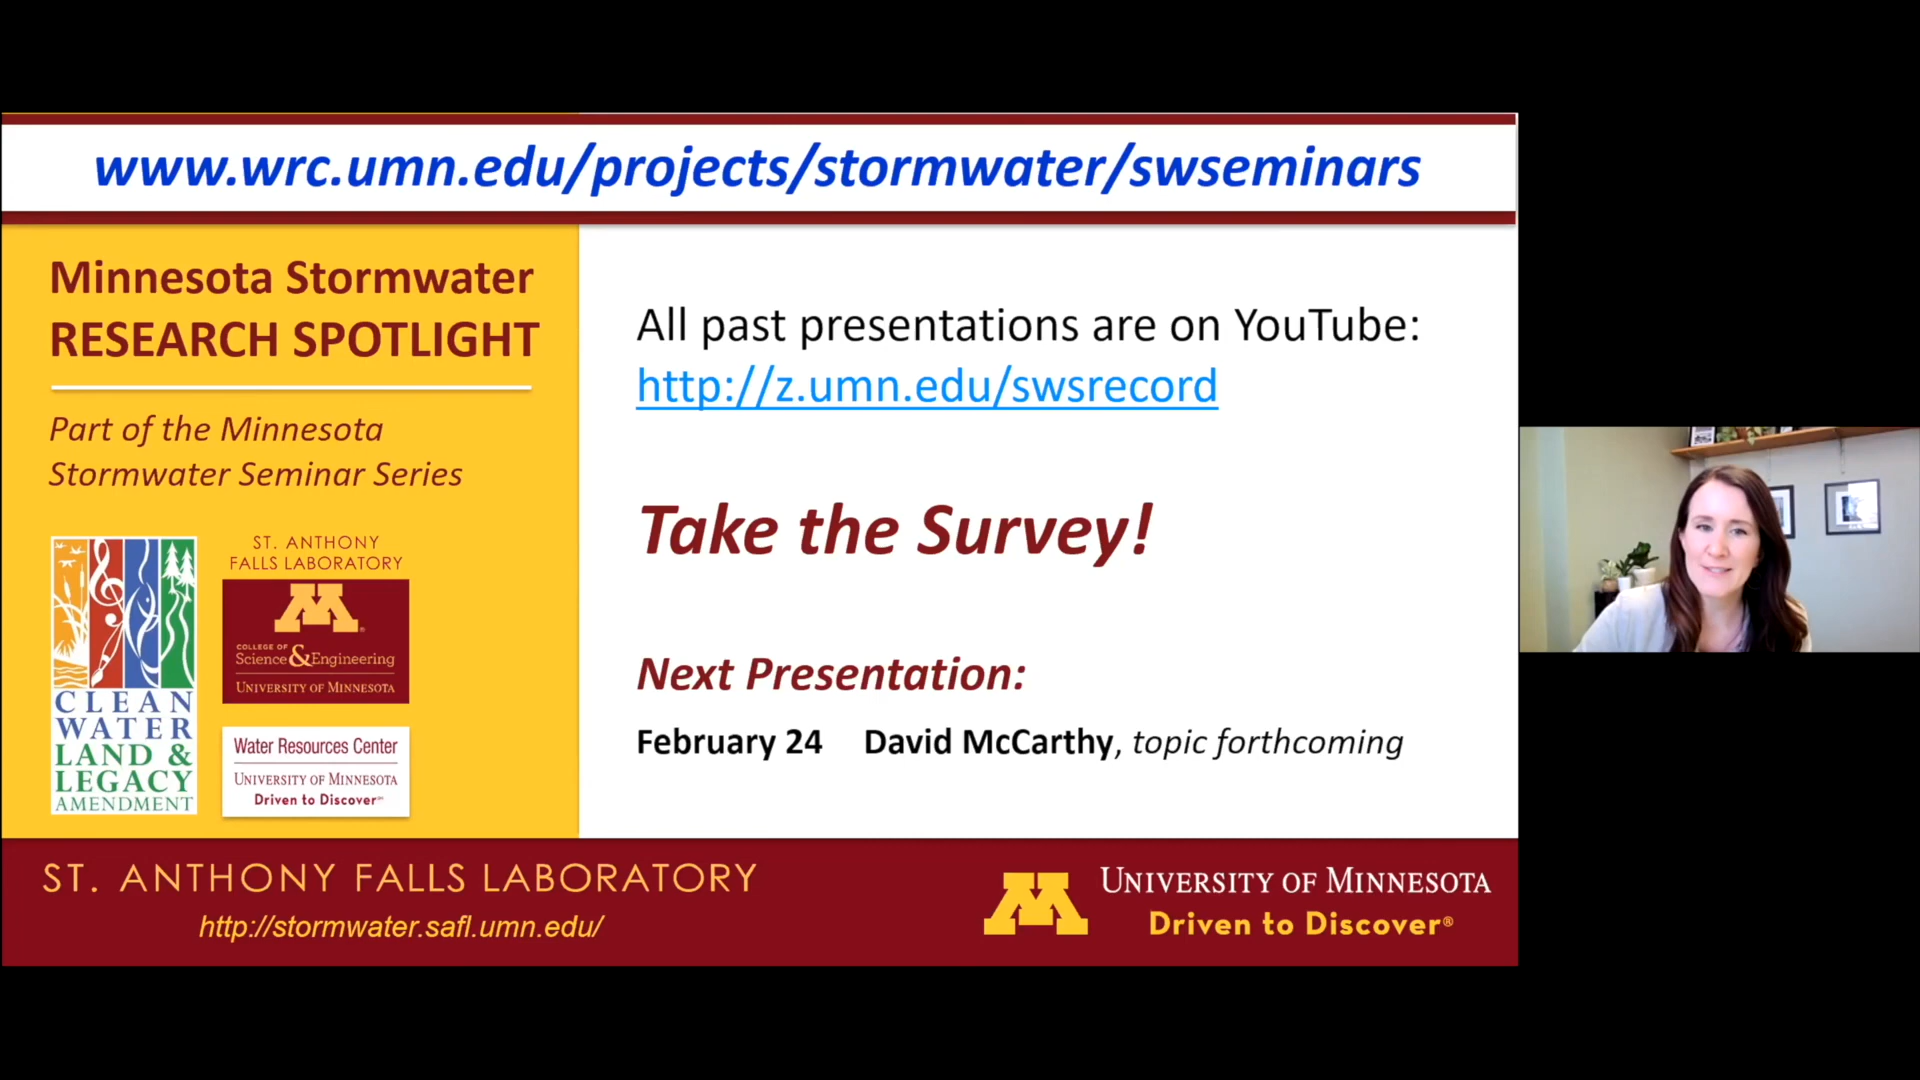 www.wrc.umn.edu/projects/stormwater/swseminars
Minnesota Stormwater
RESEARCH SPOTLIGHT
Part of the Minnesota
Stormwater Seminar Series
CLEAN
WATER
LAND &
LEGACY
AMENDMENT
ST. ANTHONY
FALLS LABORATORY
M
COLLEGE OF
Science & Engineering
UNIVERSITY OF MINNESOTA
Water Resources Center
UNIVERSITY OF MINNESOTA
Driven to Discover℠
All past presentations are on YouTube:
http://z.umn.edu/swsrecord
Take the Survey!
Next Presentation:
February 24 David McCarthy, topic forthcoming
ST. ANTHONY FALLS LABORATORY
http://stormwater.safl.umn.edu/
M
UNIVERSITY OF MINNESOTA
Driven to Discover®